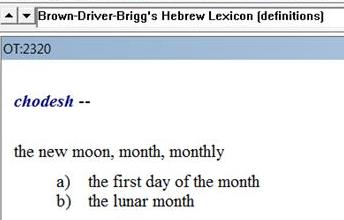 Brown-Driver-Brigg's Hebrew Lexicon (definitions)
OT:2320
chodesh --
the new moon, month, monthly
a) the first day of the month
b) the lunar month